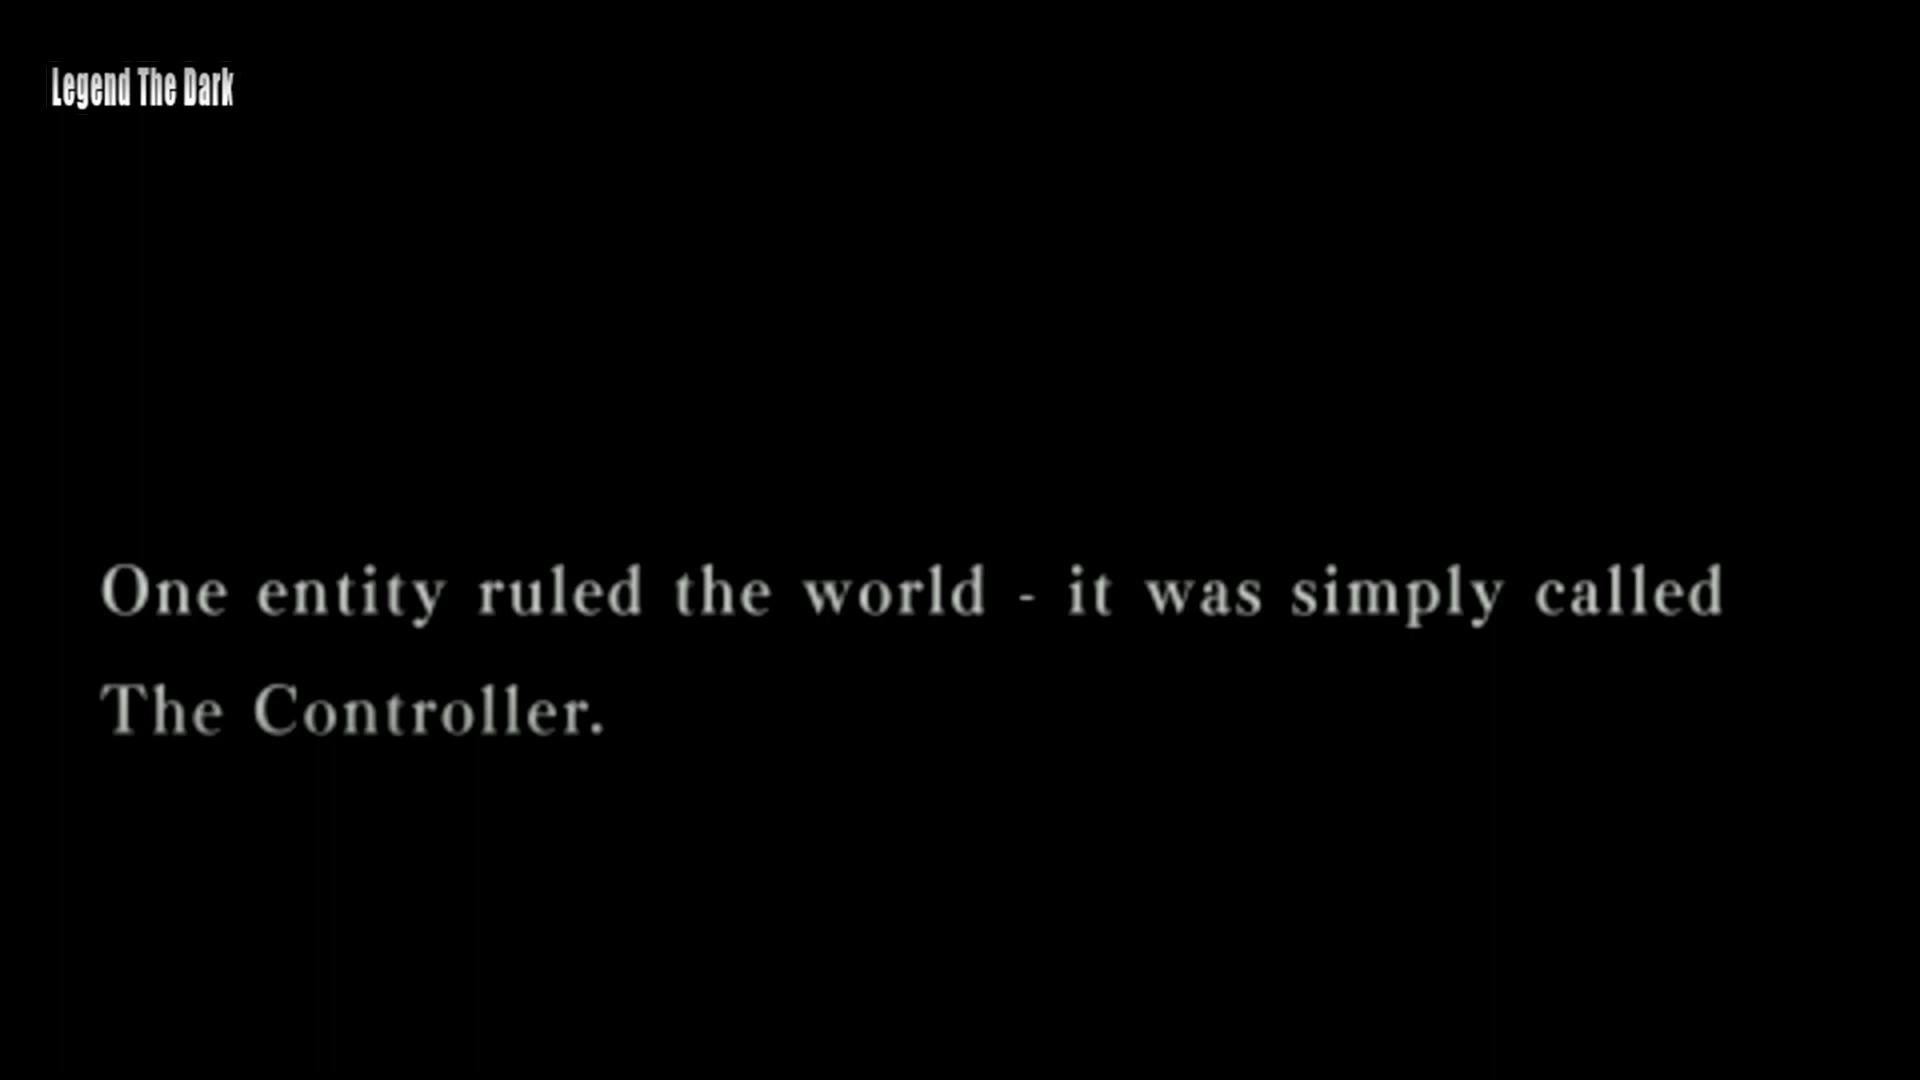 Legend The Dark
One entity ruled the world - it was simply called
The Controller.